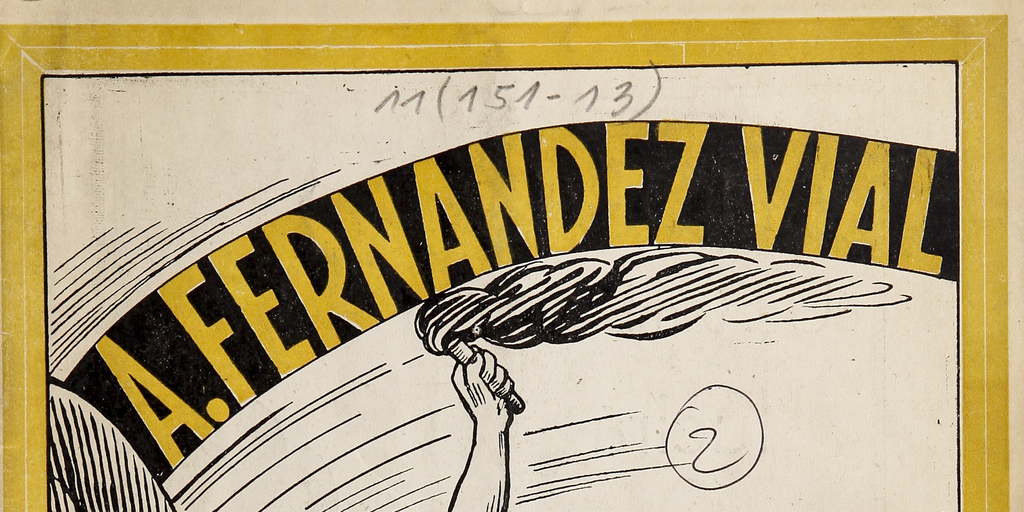 11(151-13)
A. FERNANDEZ VIAL
2